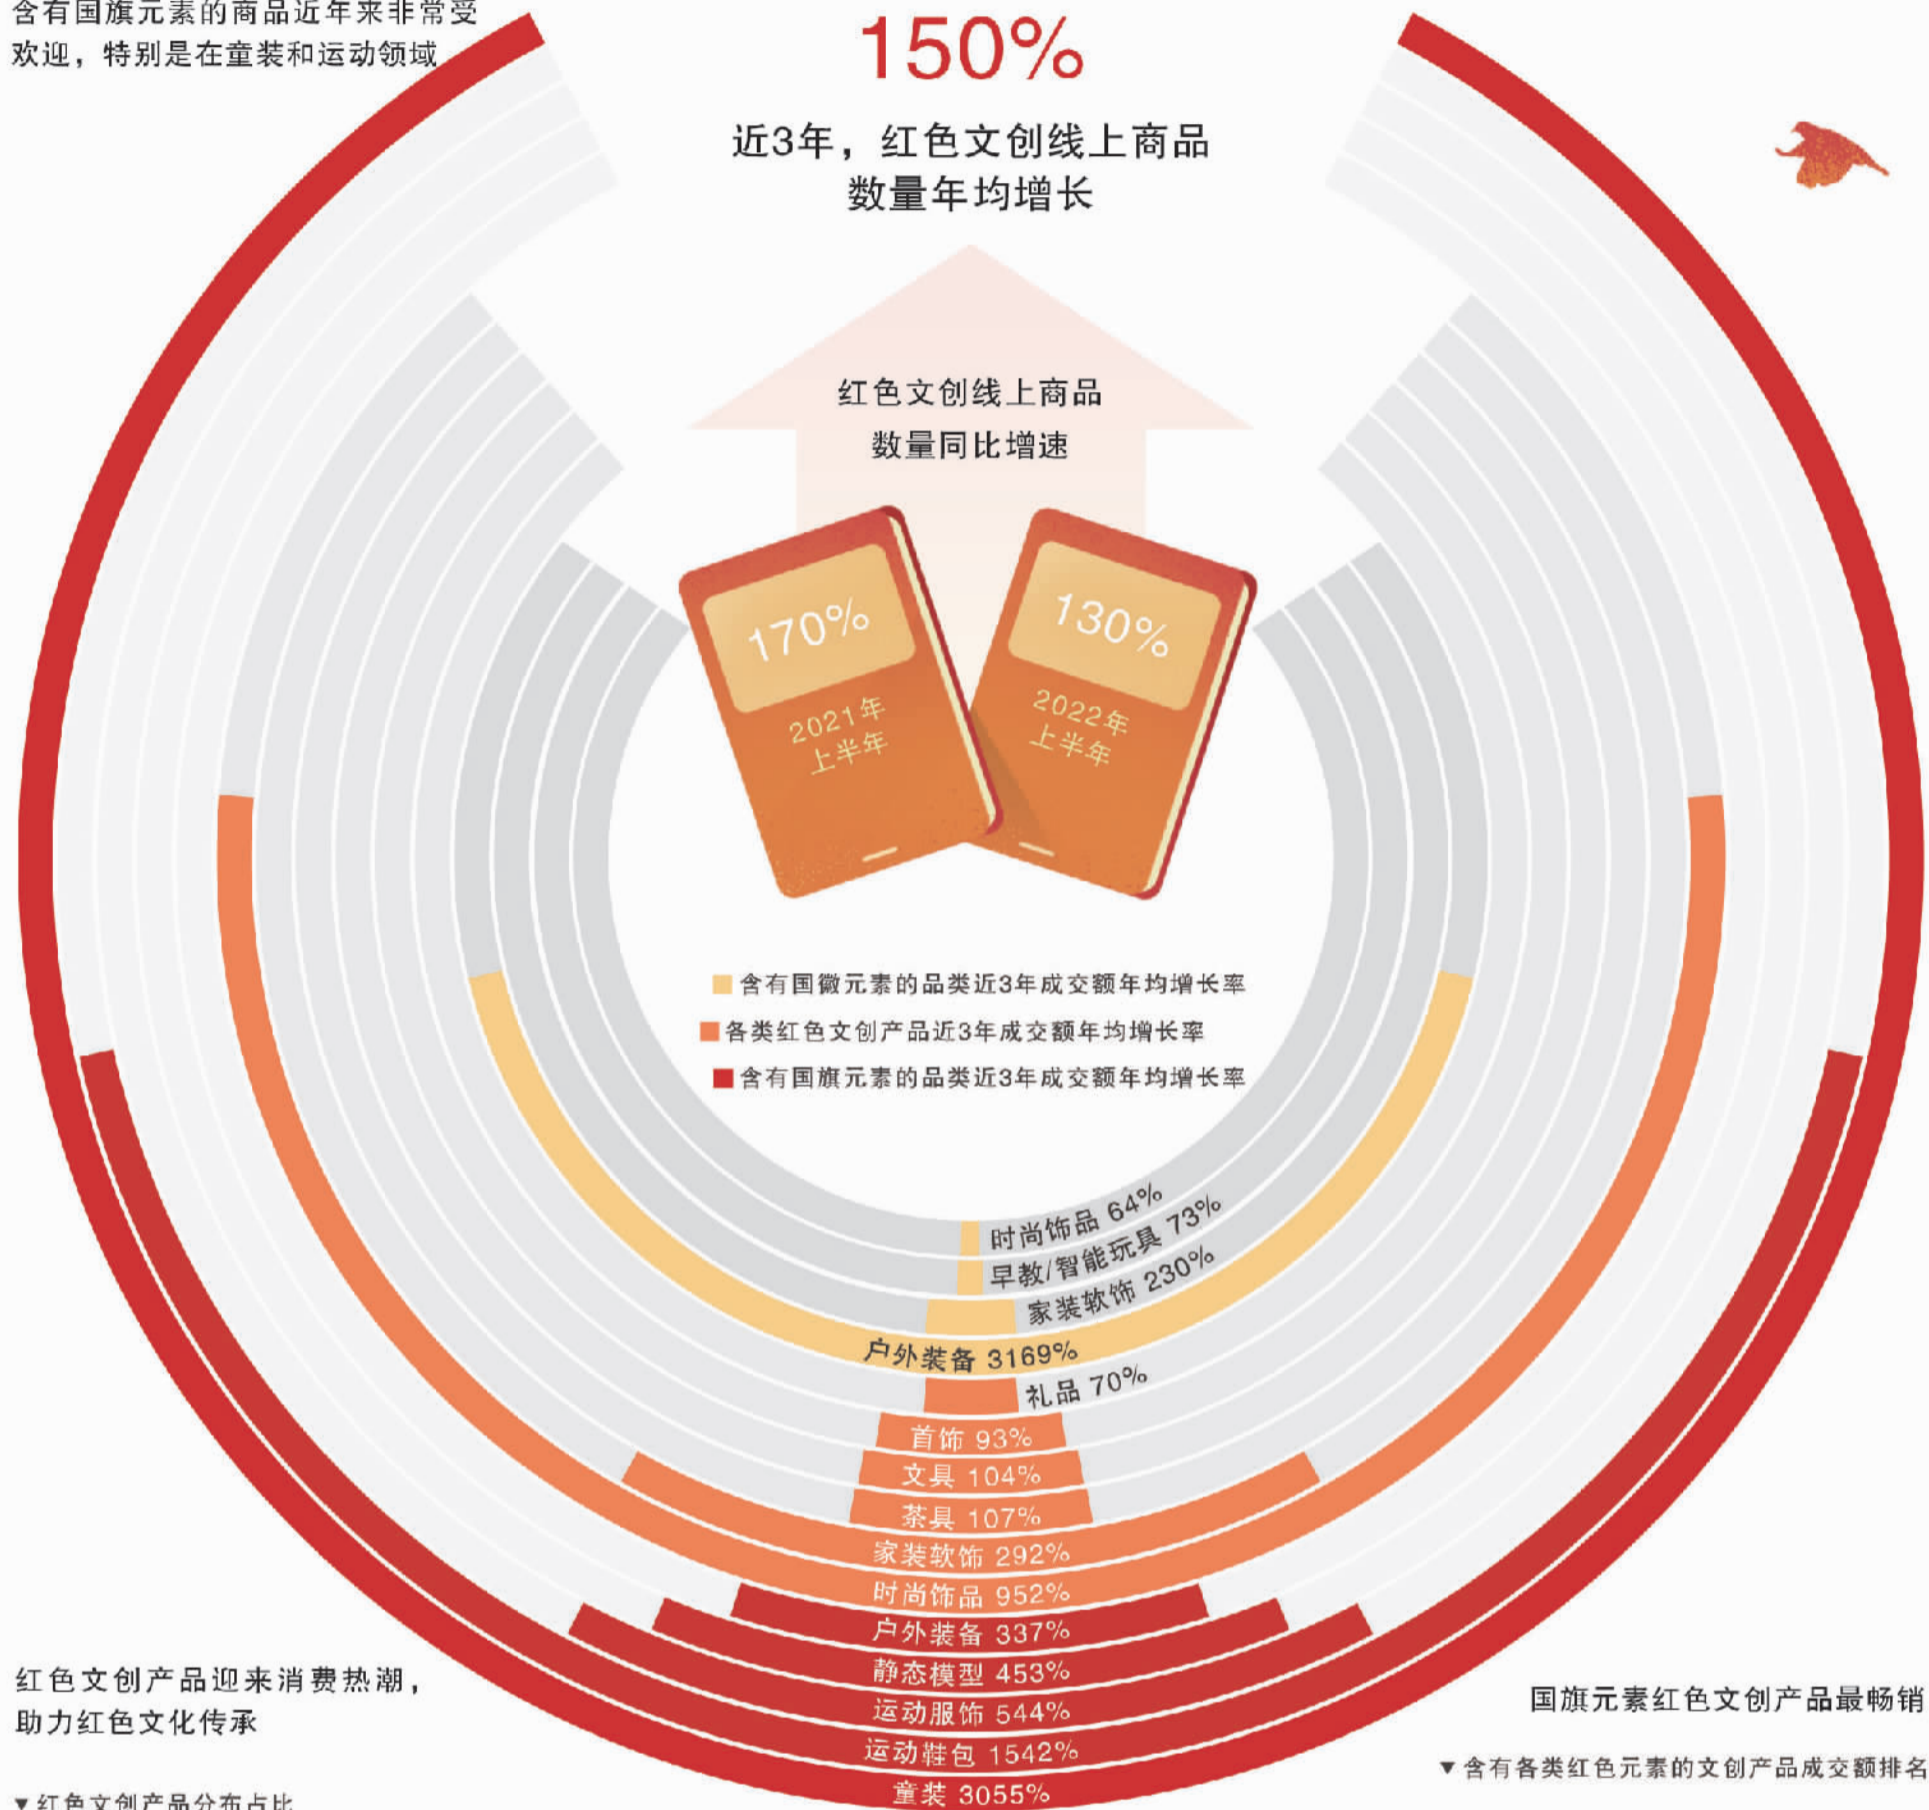 含有国旗元素的商品近年来非常受
欢迎，特别是在童装和运动领域
150%
近3年，红色文创线上商品
数量年均增长
红色文创线上商品
数量同比增速
170%
2021年
上半年
130%
2022年
上半年
含有国徽元素的品类近3年成交额年均增长率
各类红色文创产品近3年成交额年均增长率
含有国旗元素的品类近3年成交额年均增长率
时尚饰品 64%
早教/智能玩具 73%
家装软饰 230%
户外装备 3169%
礼品 70%
首饰 93%
文具 104%
茶具 107%
家装软饰 292%
时尚饰品 952%
户外装备 337%
静态模型 453%
运动服饰 544%
运动鞋包 1542%
童装 3055%
红色文创产品迎来消费热潮，
助力红色文化传承
▼红色文创产品分布占比
国旗元素红色文创产品最畅销
▼含有各类红色元素的文创产品成交额排名